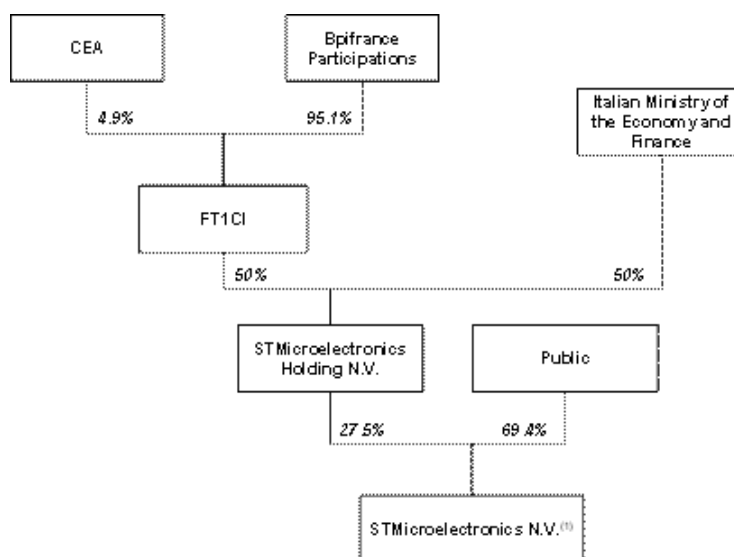 CEA
Bpifrance
Participations
Italian Ministry of
the Economy and
Finance
4.9%
95.1%
FT1CI
50%
50%
STMicroelectronics
Holding N.V.
Public
27.5%
69.4%
STMicroelectronics N.V.(1)